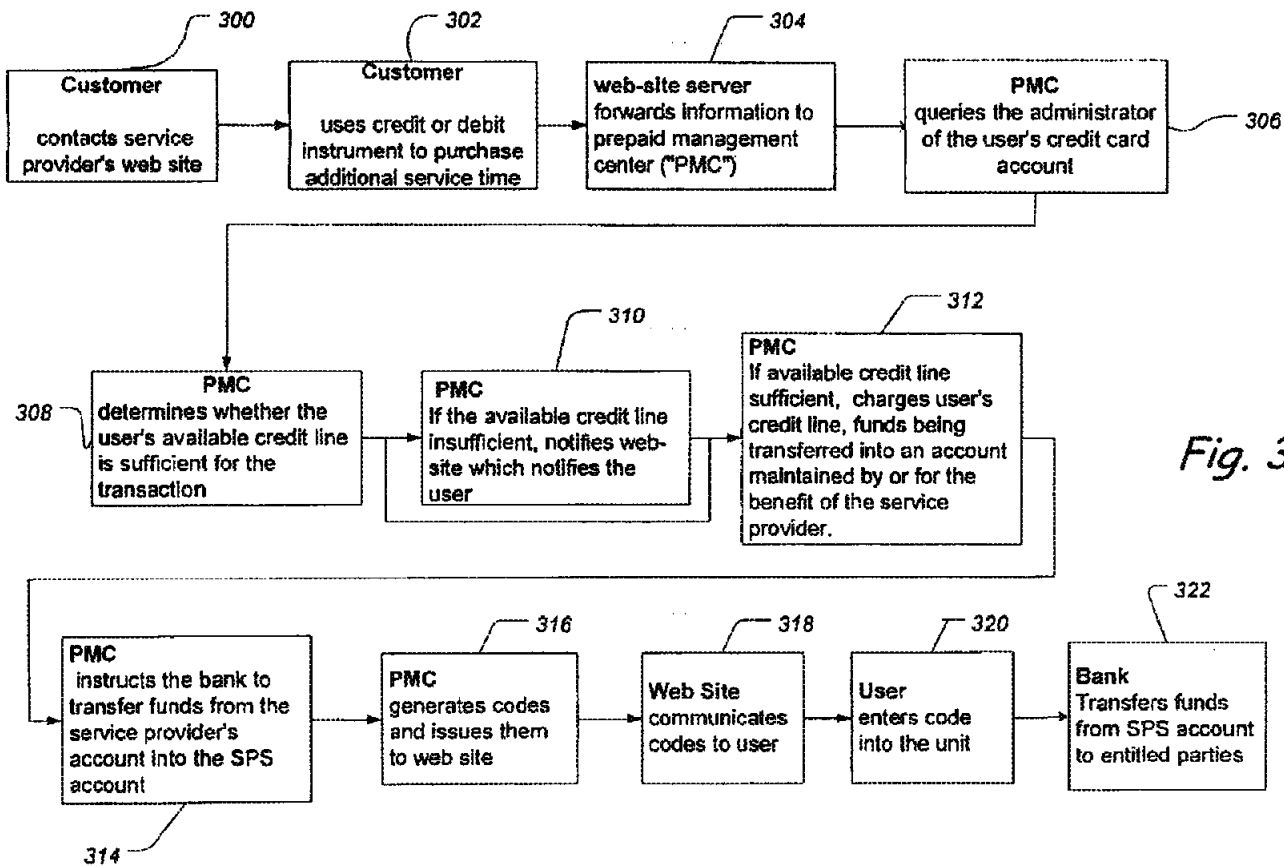 300
302
304
Customer
contacts service
provider's web site
Customer
uses credit or debit
instrument to purchase
additional service time
web-site server
forwards information to
prepaid management
center ("PMC")
PMC
queries the administrator
of the user's credit card
account
306
308
PMC
determines whether the
user's available credit line
is sufficient for the
transaction
310
PMC
If the available credit line
insufficient, notifies web-
site which notifies the
user
312
PMC
If available credit line
sufficient, charges user's
credit line, funds being
transferred into an account
maintained by or for the
benefit of the service
provider.
Fig. 3
PMC
instructs the bank to
transfer funds from the
service provider's
account into the SPS
account
314
316
PMC
generates codes
and issues them
to web site
318
Web Site
communicates
codes to user
320
User
enters code
into the unit
322
Bank
Transfers funds
from SPS account
to entitled parties